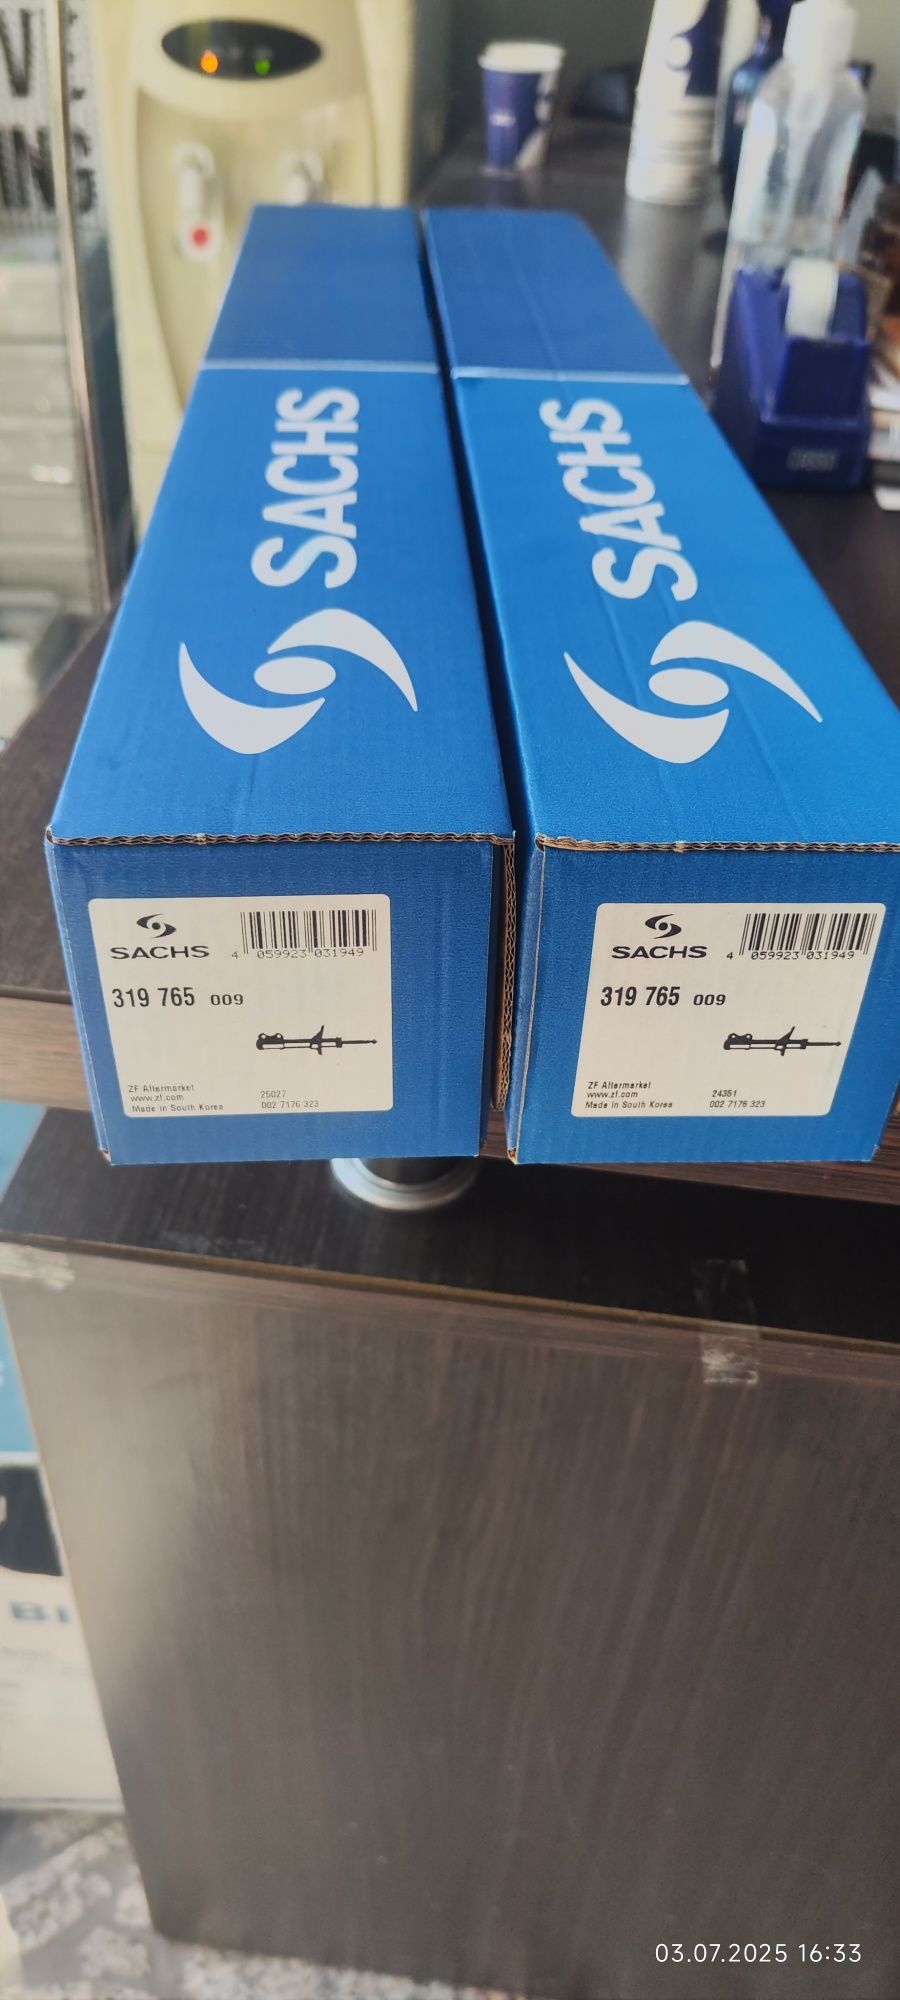 SACHS
SACHS
SACHS
4 059923 031949
319 765 009
ZF Aftermarket
www.zf.com
Made in South Korea
25027
002 7176 323
SACHS
4 059923 031949
319 765 009
ZF Aftermarket
www.zf.com
Made in South Korea
24351
002 7176 323
BI
03.07.2025 16:33